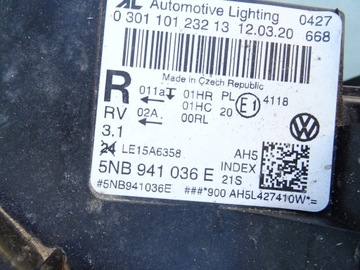 AL Automotive Lighting 0427
0 301 101 232 13 12.03.20 668
Made in Czech Republic
R 011a 01HR PL E1 4118
01HC 20
RV 02A. 00RL
3.1
24 LE15A6358 AH5
5NB 941 036 E INDEX
21S
#5NB941036E ###*900 AH5L427410W*=